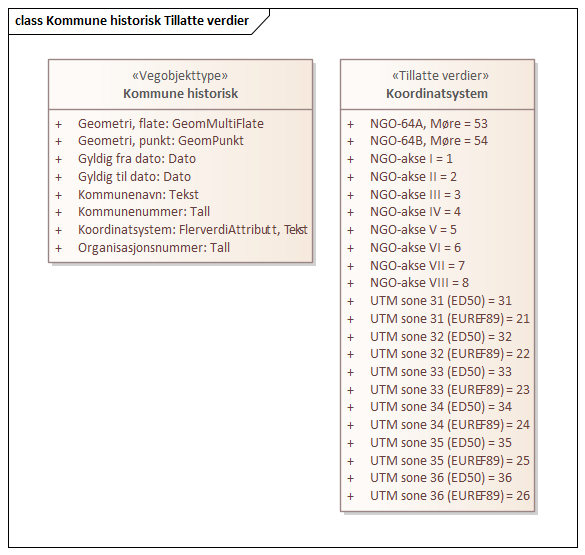 class Kommune historisk Tillatte verdier
«Vegobjekttype»
Kommune historisk
+ Geometri, flate: GeomMultiFlate
+ Geometri, punkt: GeomPunkt
+ Gyldig fra dato: Dato
+ Gyldig til dato: Dato
+ Kommunenavn: Tekst
+ Kommunenummer: Tall
+ Koordinatsystem: FlerverdiAttributt, Tekst
+ Organisasjonsnummer: Tall
«Tillatte verdier»
Koordinatsystem
+ NGO-64A, Møre = 53
+ NGO-64B, Møre = 54
+ NGO-akse I = 1
+ NGO-akse II = 2
+ NGO-akse III = 3
+ NGO-akse IV = 4
+ NGO-akse V = 5
+ NGO-akse VI = 6
+ NGO-akse VII = 7
+ NGO-akse VIII = 8
+ UTM sone 31 (ED50) = 31
+ UTM sone 31 (EUREF89) = 21
+ UTM sone 32 (ED50) = 32
+ UTM sone 32 (EUREF89) = 22
+ UTM sone 33 (ED50) = 33
+ UTM sone 33 (EUREF89) = 23
+ UTM sone 34 (ED50) = 34
+ UTM sone 34 (EUREF89) = 24
+ UTM sone 35 (ED50) = 35
+ UTM sone 35 (EUREF89) = 25
+ UTM sone 36 (ED50) = 36
+ UTM sone 36 (EUREF89) = 26